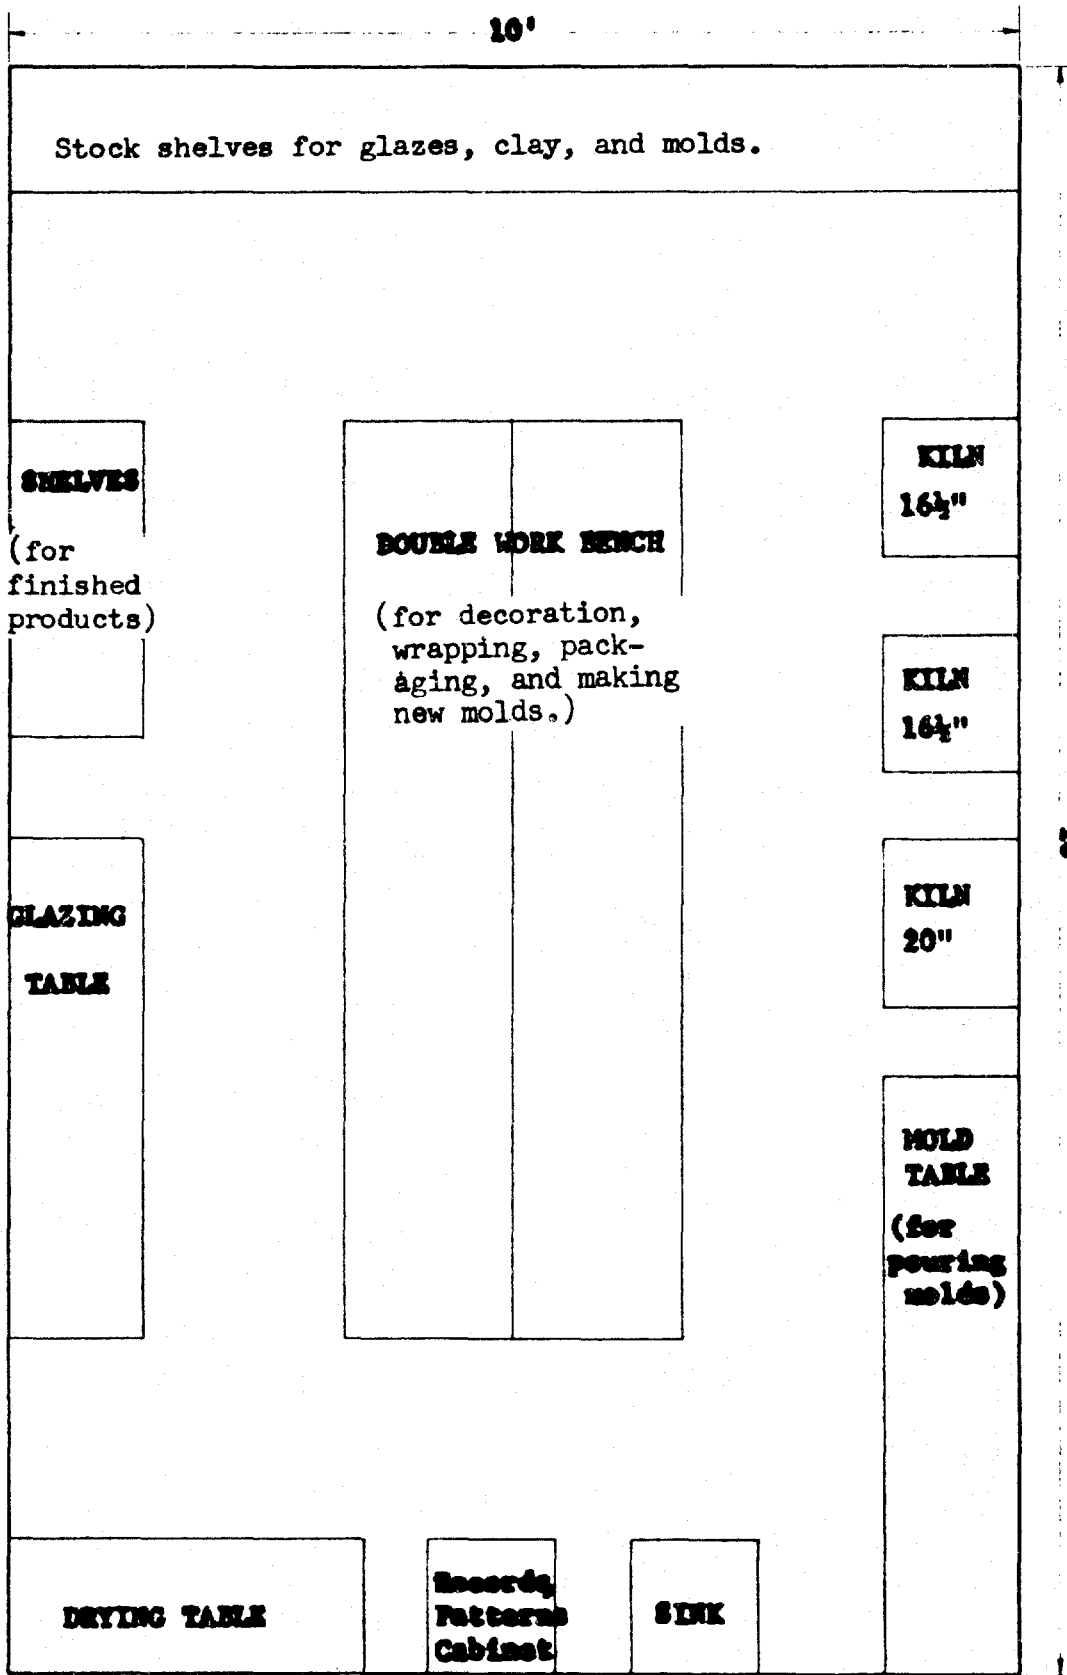 10'
Stock shelves for glazes, clay, and molds.
SHELVES
(for
finished
products)
DOUBLE WORK BENCH
(for decoration,
wrapping, pack-
aging, and making
new molds.)
KILN
16½"
KILN
16½"
KILN
20"
GLAZING
TABLE
MOLD
TABLE
(for
pouring
molds)
DRYING TABLE
Records
Patterns
Cabinet
SINK